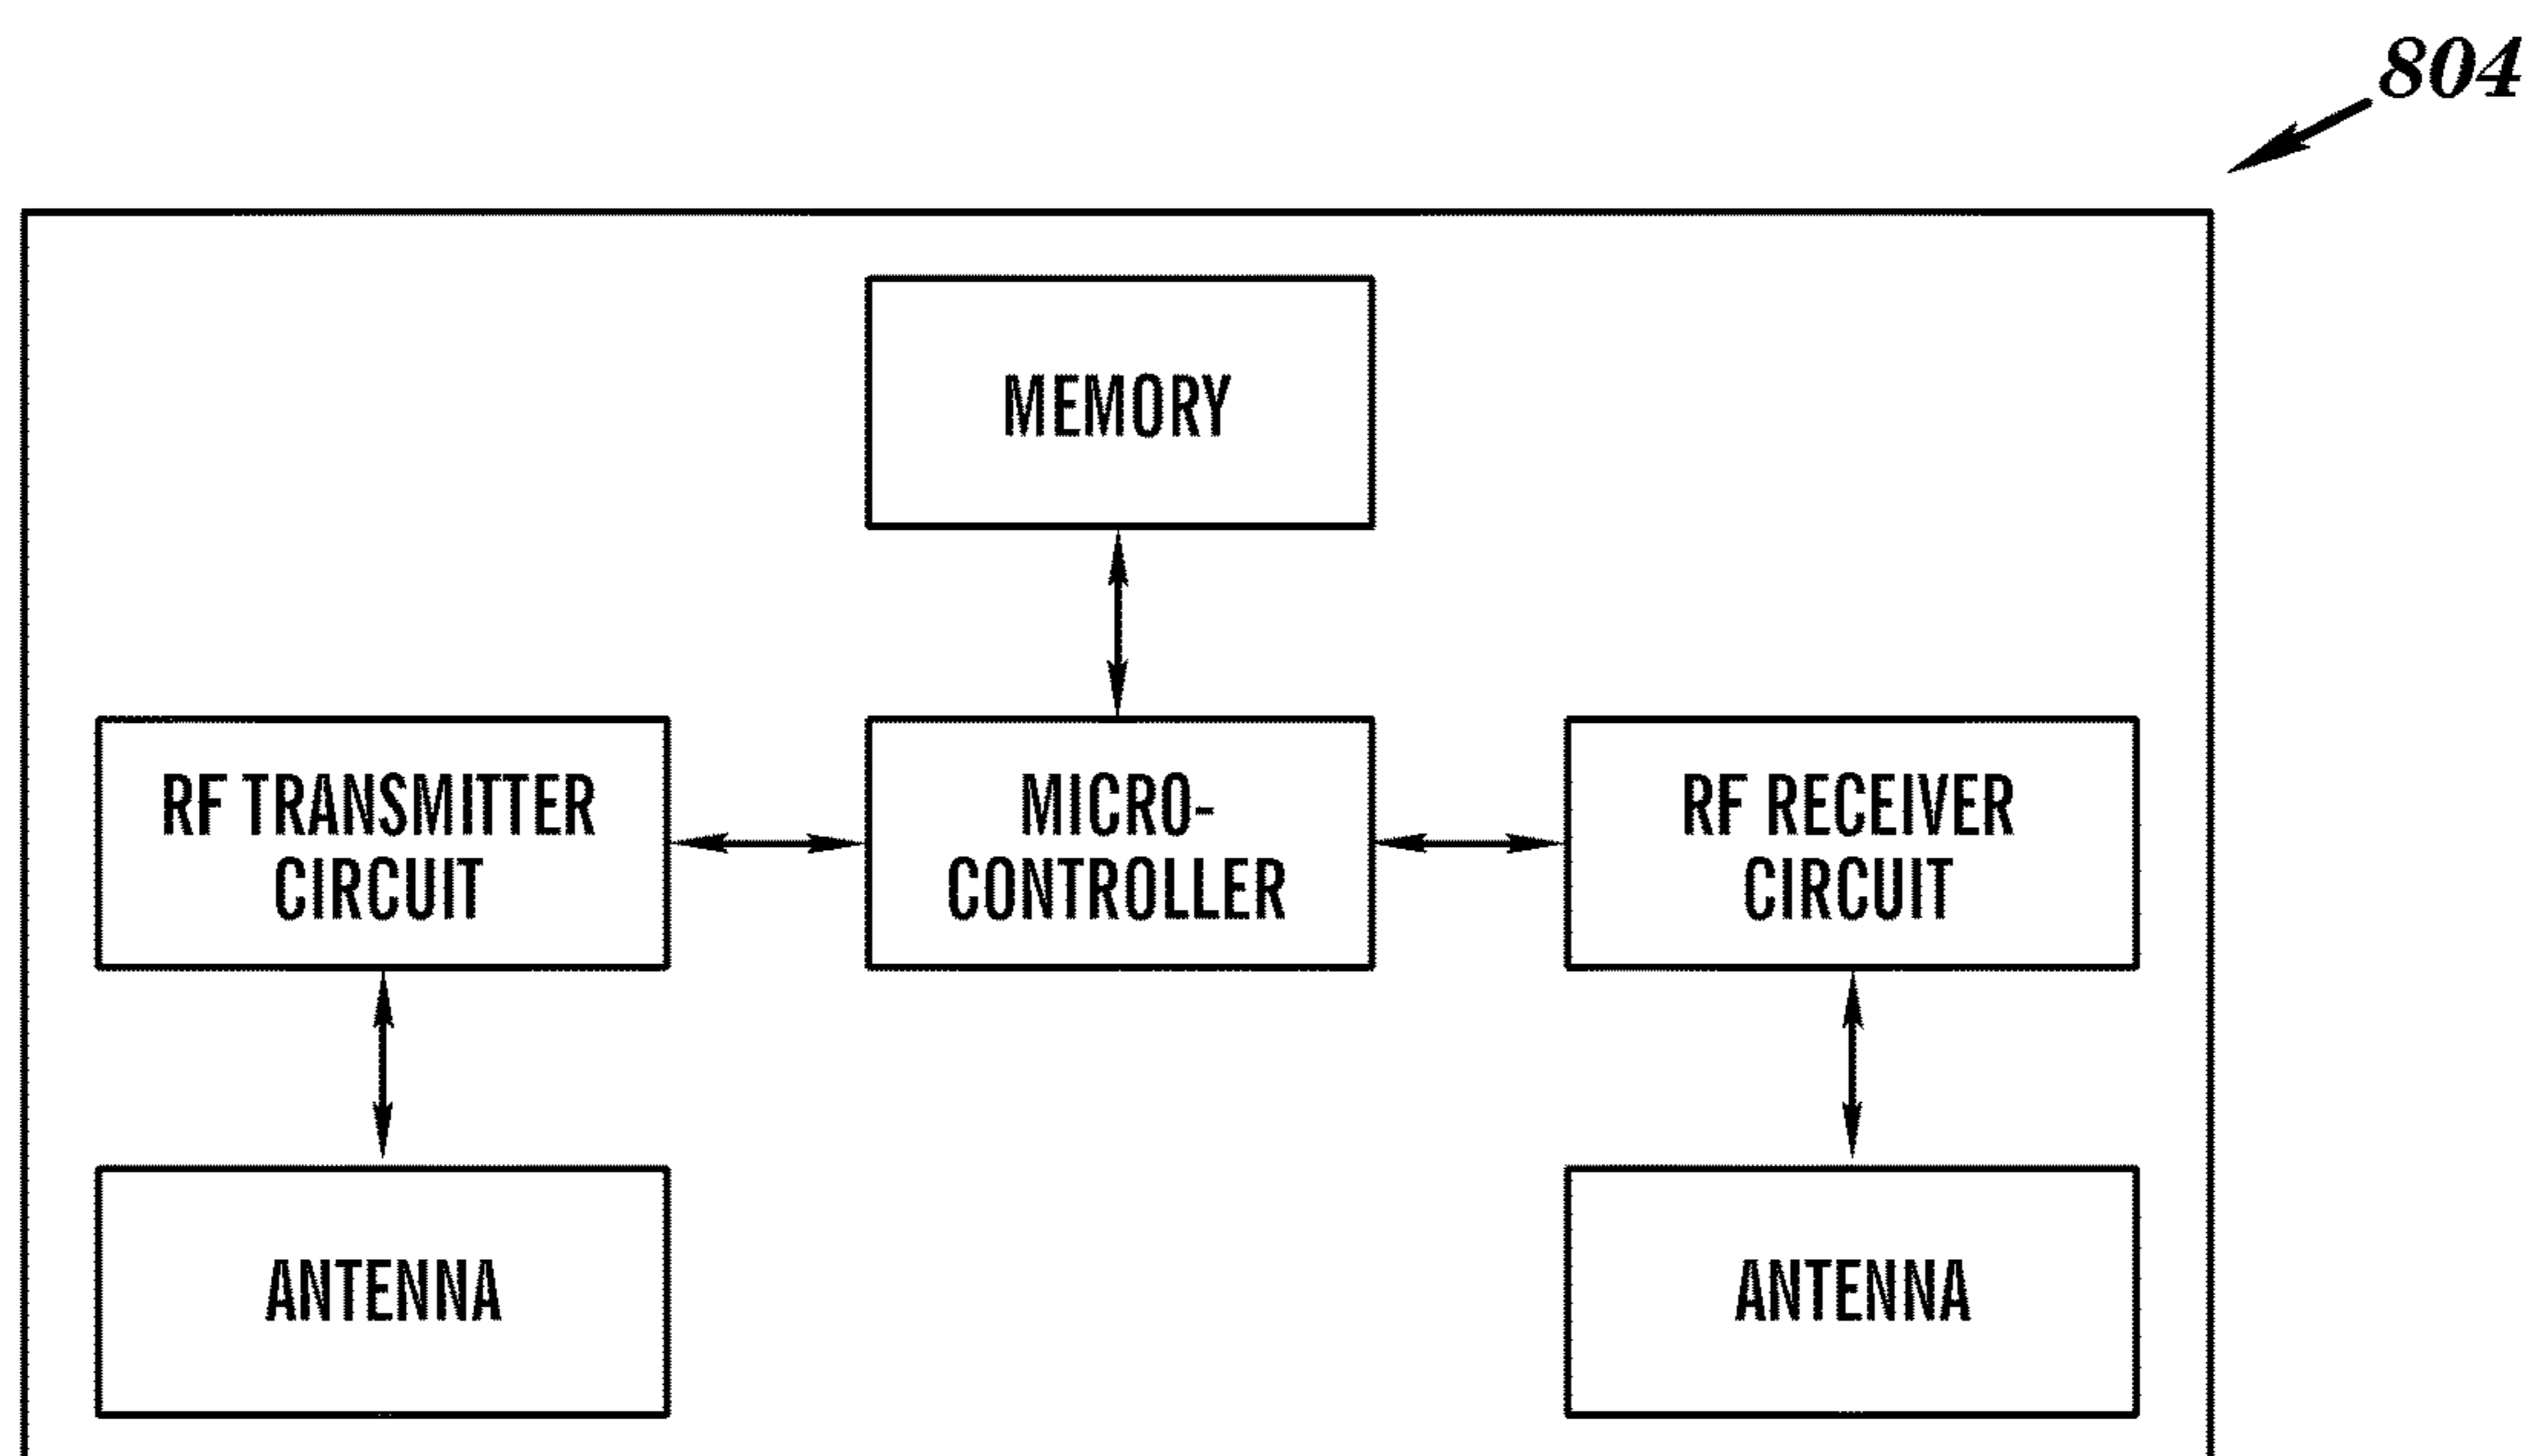 804
MEMORY
RF TRANSMITTER
CIRCUIT
MICRO-
CONTROLLER
RF RECEIVER
CIRCUIT
ANTENNA
ANTENNA